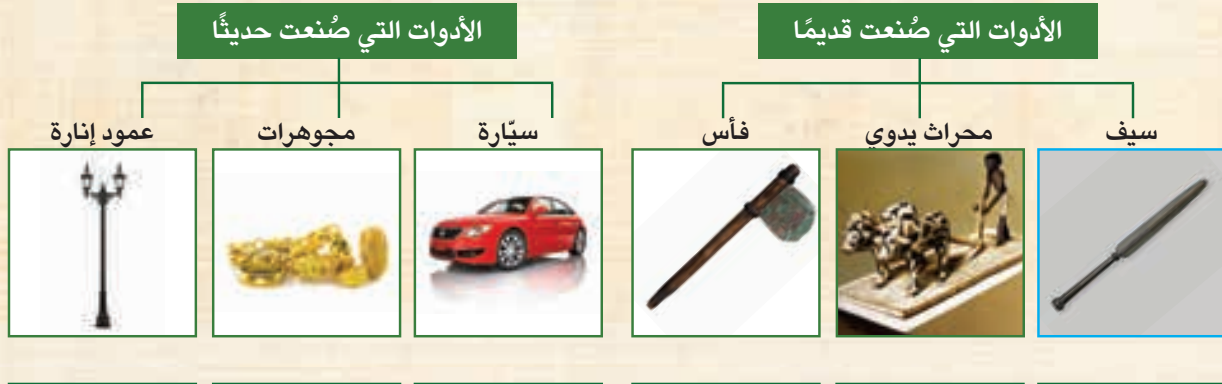 الأدوات التي صُنعت قديمًا
سيف
محراث يدوي
فأس
الأدوات التي صُنعت حديثًا
سيّارة
مجوهرات
عمود إنارة